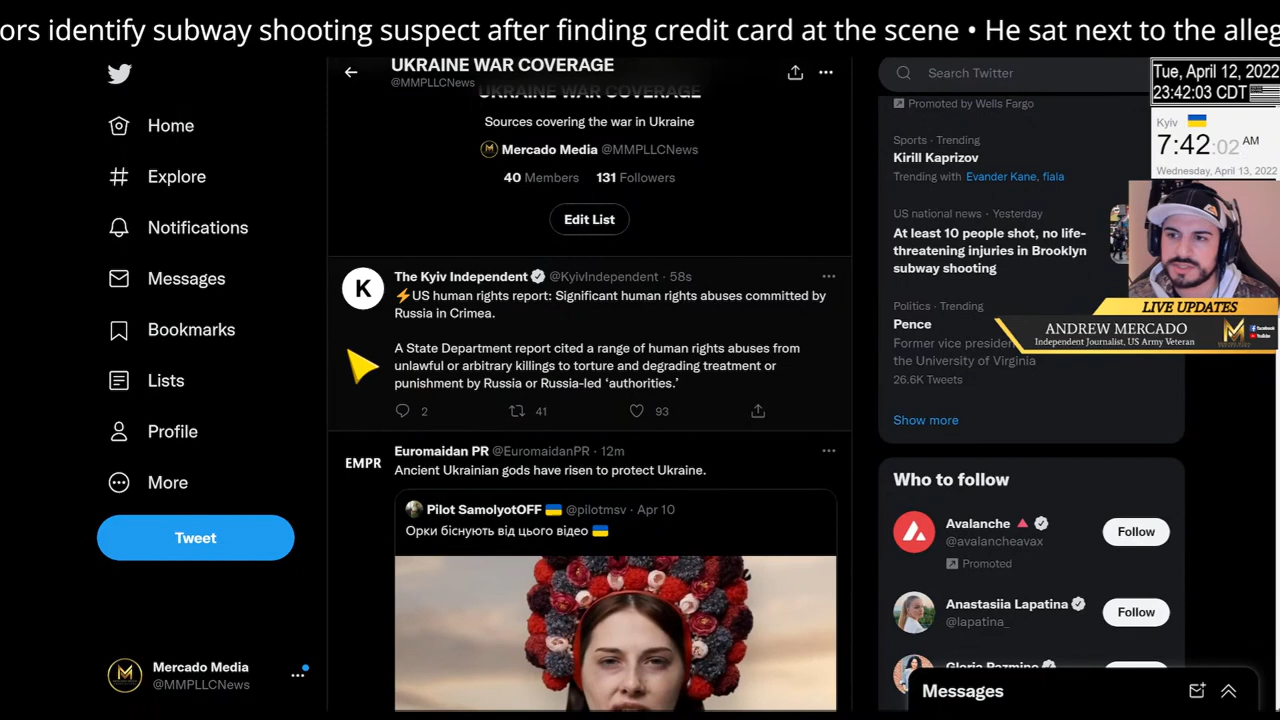 ors identify subway shooting suspect after finding credit card at the scene • He sat next to the alleg
Home
Explore
Notifications
Messages
Bookmarks
Lists
Profile
More
Tweet
Mercado Media
@MMPLLCNews
UKRAINE WAR COVERAGE
@MMPLLCNews
UKRAINE WAR COVERAGE
Sources covering the war in Ukraine
Mercado Media @MMPLLCNews
40 Members 131 Followers
Edit List
K
The Kyiv Independent @KyivIndependent · 58s
⚡US human rights report: Significant human rights abuses committed by
Russia in Crimea.
A State Department report cited a range of human rights abuses from
unlawful or arbitrary killings to torture and degrading treatment or
punishment by Russia or Russia-led ‘authorities.’
2 41 93
EMPR
Euromaidan PR @EuromaidanPR · 12m
Ancient Ukrainian gods have risen to protect Ukraine.
Pilot SamolyotOFF 🇺🇦 @pilotmsv · Apr 10
Орки біснують від цього відео 🇺🇦
Search Twitter
Promoted by Wells Fargo
Sports · Trending
Kirill Kaprizov
Trending with Evander Kane, fiala
US national news · Yesterday
At least 10 people shot, no life-
threatening injuries in Brooklyn
subway shooting
Politics · Trending
Pence
Former vice presiden
the University of Virginia
26.6K Tweets
Show more
Who to follow
Avalanche
@avalancheavax
Follow
Promoted
Anastasiia Lapatina
@lapatina_
Follow
Gloria Pazmino
Messages
Tue, April 12, 2022
23:42:03 CDT
Kyiv
7:42:02 AM
Wednesday, April 13, 2022
LIVE UPDATES
ANDREW MERCADO
Independent Journalist, US Army Veteran
facebook
YouTube